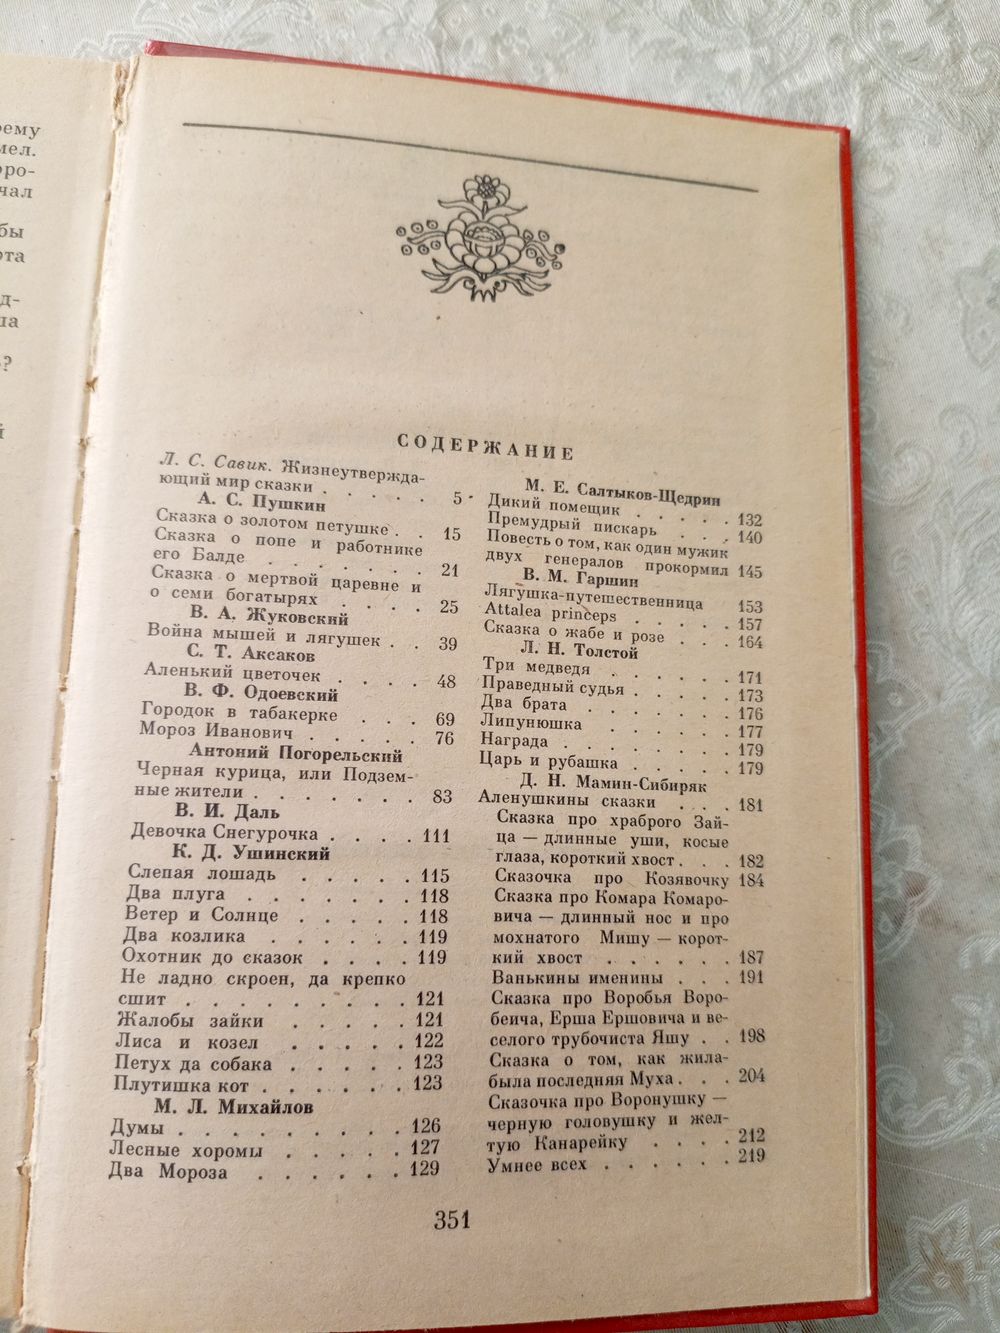 ему
мел.
оро-
чал
бы
ота
д-
ла
?
й
СОДЕРЖАНИЕ
Л. С. Савик. Жизнеутвержда-
ющий мир сказки . . . . . 5
А. С. Пушкин
Сказка о золотом петушке . . 15
Сказка о попе и работнике
его Балде . . . . . . . 21
Сказка о мертвой царевне и
о семи богатырях . . . . 25
В. А. Жуковский
Война мышей и лягушек . . 39
С. Т. Аксаков
Аленький цветочек . . . . 48
В. Ф. Одоевский
Городок в табакерке . . . 69
Мороз Иванович . . . . . 76
Антоний Погорельский
Черная курица, или Подзем-
ные жители . . . . . . . 83
В. И. Даль
Девочка Снегурочка . . . . 111
К. Д. Ушинский
Слепая лошадь . . . . . 115
Два плуга . . . . . . . 118
Ветер и Солнце . . . . . 118
Два козлика . . . . . . 119
Охотник до сказок . . . . 119
Не ладно скроен, да крепко
сшит . . . . . . . . . 121
Жалобы зайки . . . . . 121
Лиса и козел . . . . . 122
Петух да собака . . . . . 123
Плутишка кот . . . . . . 123
М. Л. Михайлов
Думы . . . . . . . . . 126
Лесные хоромы . . . . . 127
Два Мороза . . . . . . 129
М. Е. Салтыков-Щедрин
Дикий помещик . . . . . 132
Премудрый пискарь . . . 140
Повесть о том, как один мужик
двух генералов прокормил 145
В. М. Гаршин
Лягушка-путешественница 153
Attalea princeps . . . . . 157
Сказка о жабе и розе . . . 164
Л. Н. Толстой
Три медведя . . . . . . 171
Праведный судья . . . . . 173
Два брата . . . . . . 176
Липунюшка . . . . . 177
Награда . . . . . . . 179
Царь и рубашка . . . . . 179
Д. Н. Мамин-Сибиряк
Аленушкины сказки . . . 181
Сказка про храброго Зай-
ца — длинные уши, косые
глаза, короткий хвост . . . 182
Сказочка про Козявочку 184
Сказка про Комара Комаро-
вича — длинный нос и про
мохнатого Мишу — корот-
кий хвост . . . . . . 187
Ванькины именины . . . 191
Сказка про Воробья Воро-
беича, Ерша Ершовича и ве-
селого трубочиста Яшу . . 198
Сказка о том, как жила-
была последняя Муха . . . 204
Сказочка про Воронушку —
черную головушку и жел-
тую Канарейку . . . . 212
Умнее всех . . . . . . 219
351